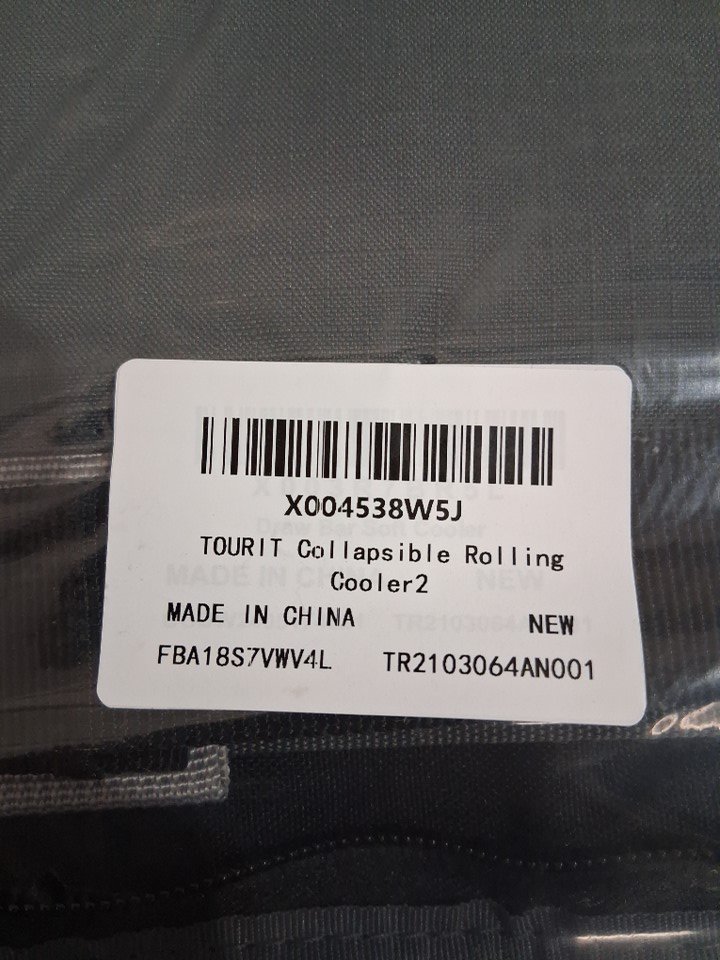 X004538W5J
TOURIT Collapsible Rolling
Cooler2
MADE IN CHINA NEW
FBA18S7VWV4L TR2103064AN001